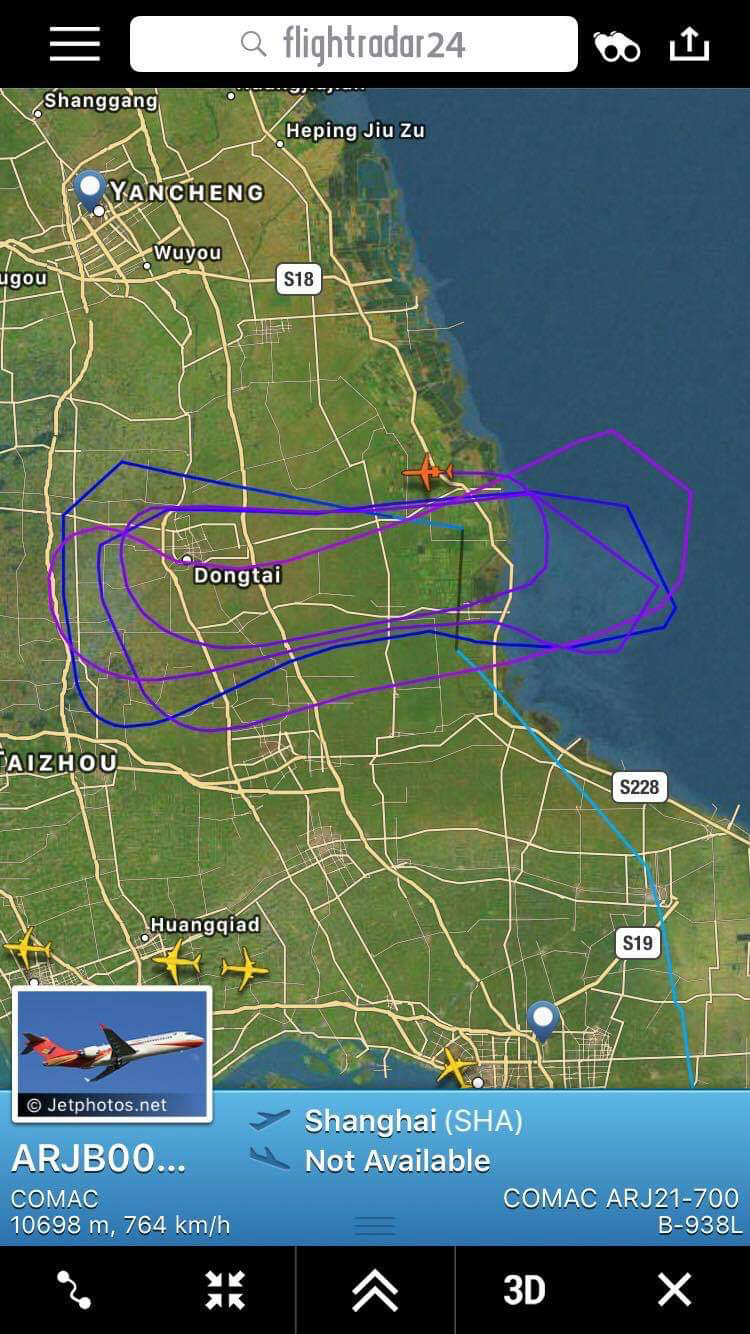 flightradar24
Shanggang
Heping Jiu Zu
YANCHENG
Wuyou
ugou
S18
Dongtai
TAIZHOU
S228
Huangqiad
S19
© Jetphotos.net
Shanghai (SHA)
ARJB00...
Not Available
COMAC
COMAC ARJ21-700
10698 m, 764 km/h
B-938L
3D